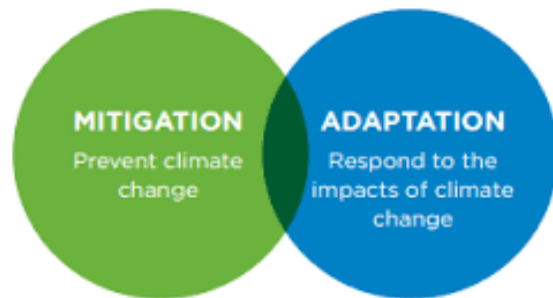 MITIGATION
Prevent climate
change
ADAPTATION
Respond to the
impacts of climate
change